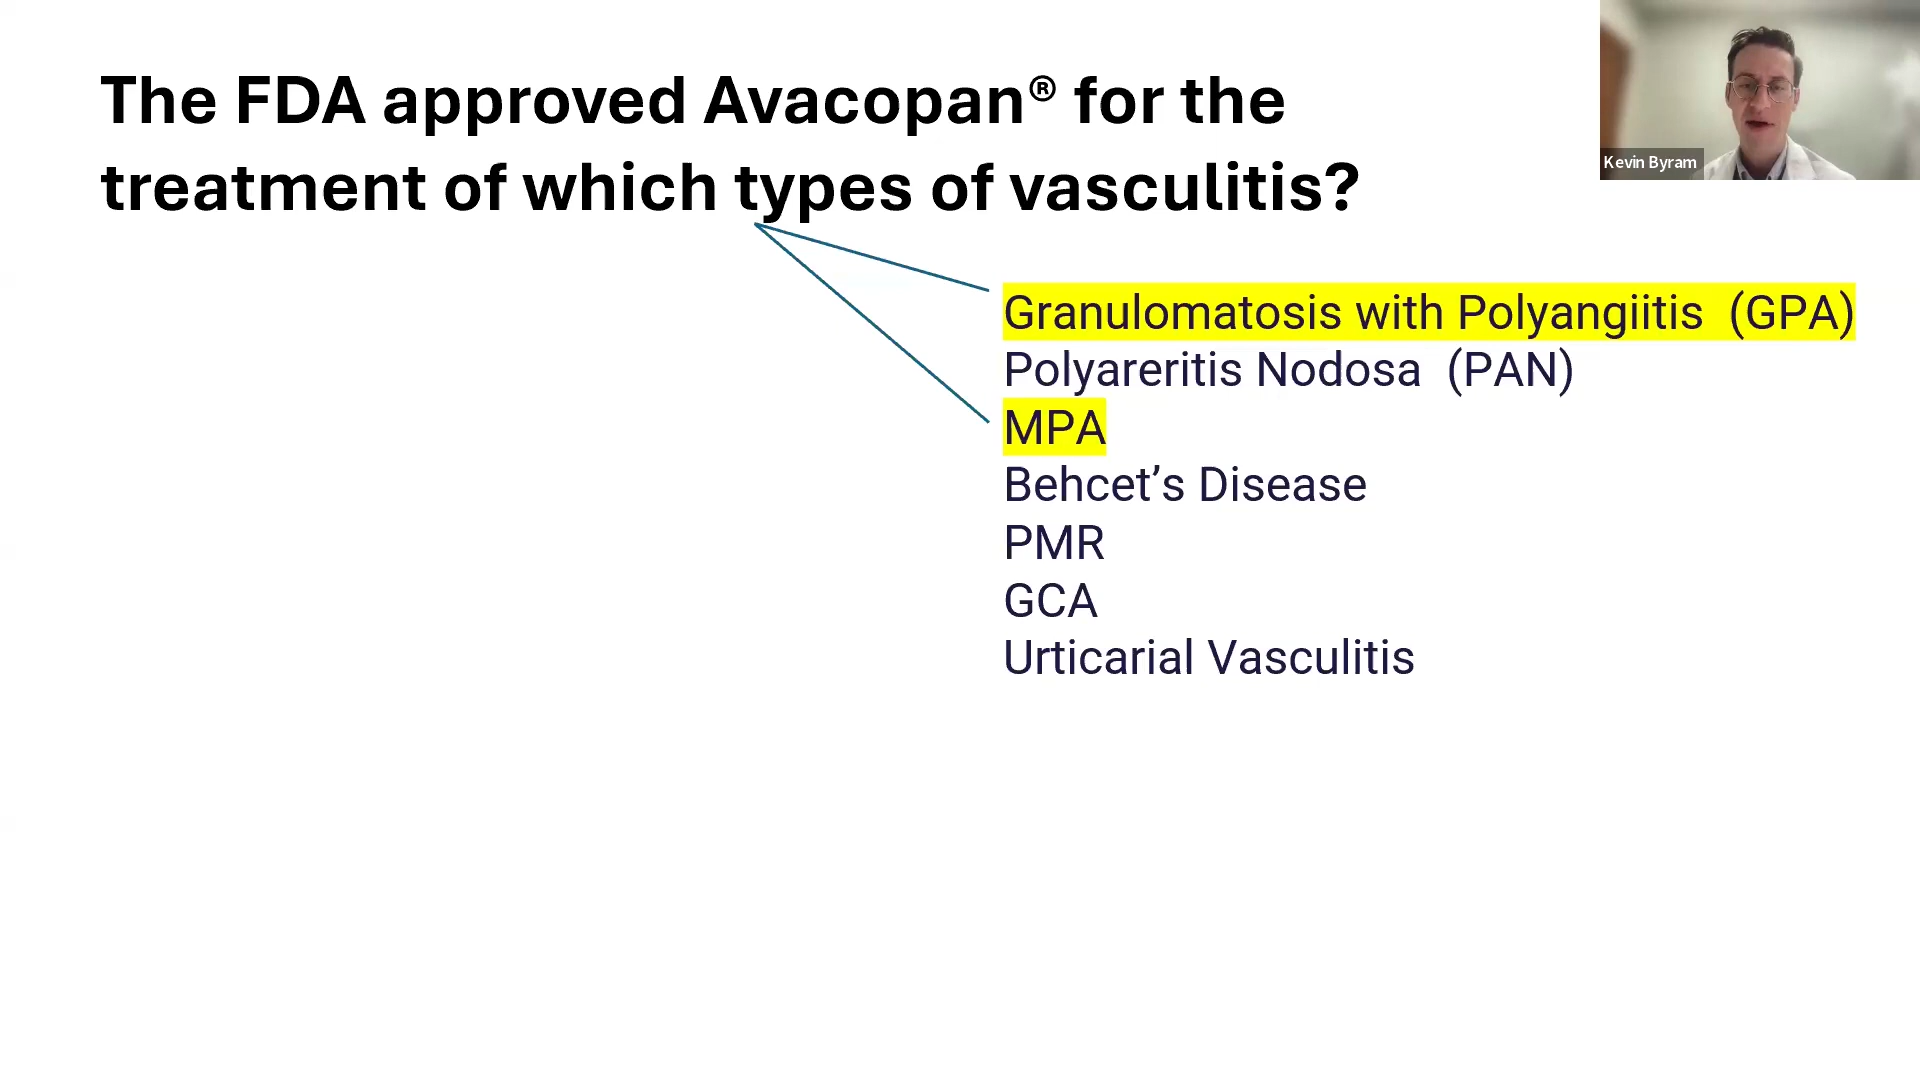 The FDA approved Avacopan® for the
treatment of which types of vasculitis?
Kevin Byram
Granulomatosis with Polyangiitis (GPA)
Polyareritis Nodosa (PAN)
MPA
Behcet’s Disease
PMR
GCA
Urticarial Vasculitis